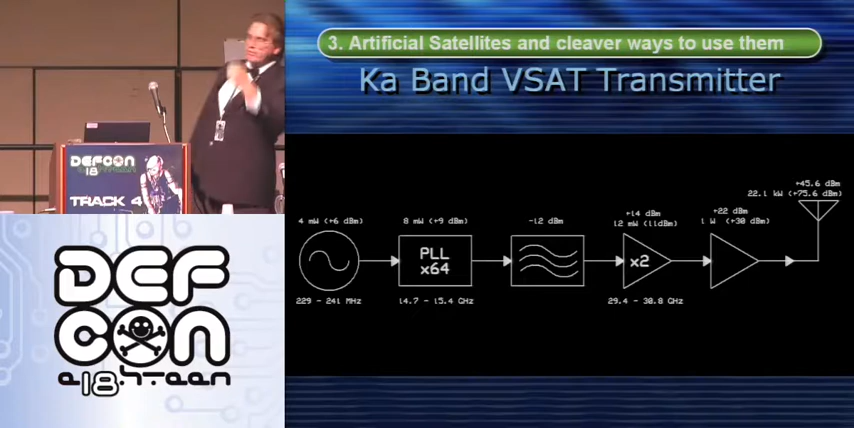 3. Artificial Satellites and cleaver ways to use them
Ka Band VSAT Transmitter
DEFCON
18
TRACK 4
+45.6 dBm
22.1 kW (+75.6 dBm)
4 mW (+6 dBm)
8 mW (+9 dBm)
-12 dBm
+14 dBm
12 mW (11dBm)
+22 dBm
1 W (+30 dBm)
PLL
x64
x2
229 - 241 MHz
14.7 - 15.4 GHz
29.4 - 30.8 GHz
DEF
CON
e18.hteen